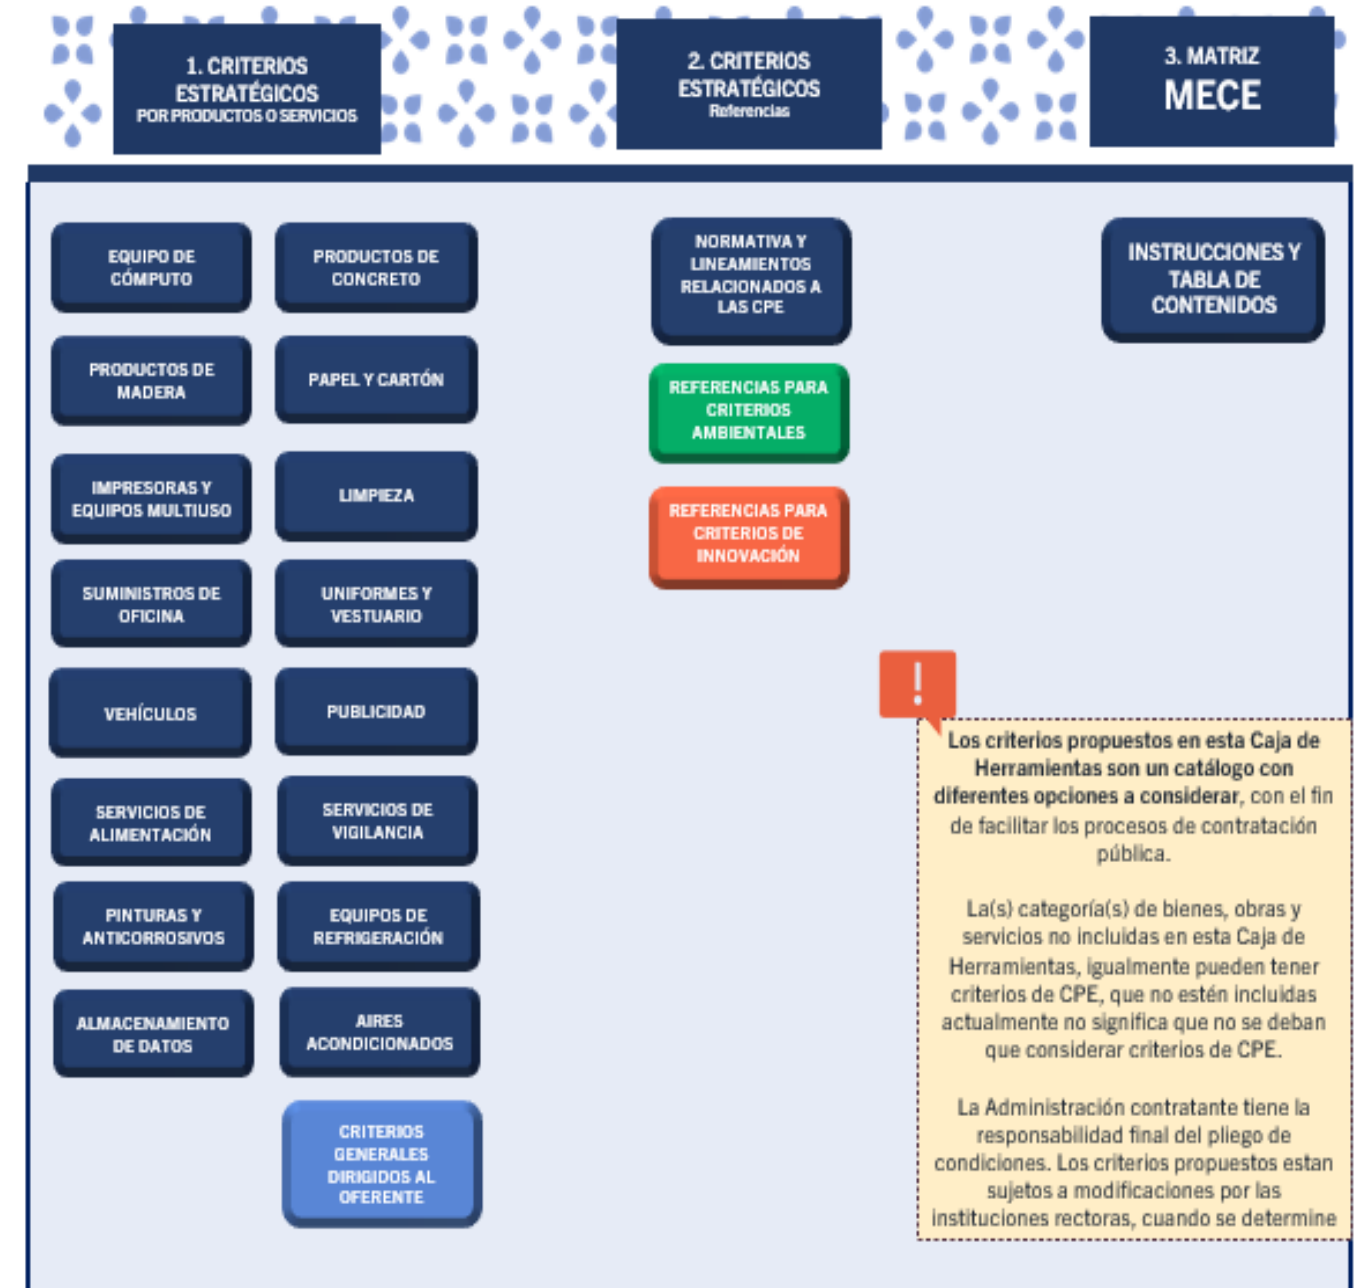 1. CRITERIOS
ESTRATÉGICOS
POR PRODUCTOS O SERVICIOS
2. CRITERIOS
ESTRATÉGICOS
Referencias
3. MATRIZ
MECE
EQUIPO DE
CÓMPUTO
PRODUCTOS DE
CONCRETO
PRODUCTOS DE
MADERA
PAPEL Y CARTÓN
IMPRESORAS Y
EQUIPOS MULTIUSO
LIMPIEZA
SUMINISTROS DE
OFICINA
UNIFORMES Y
VESTUARIO
VEHÍCULOS
PUBLICIDAD
SERVICIOS DE
ALIMENTACIÓN
SERVICIOS DE
VIGILANCIA
PINTURAS Y
ANTICORROSIVOS
EQUIPOS DE
REFRIGERACIÓN
ALMACENAMIENTO
DE DATOS
AIRES
ACONDICIONADOS
CRITERIOS
GENERALES
DIRIGIDOS AL
OFERENTE
NORMATIVA Y
LINEAMIENTOS
RELACIONADOS A
LAS CPE
REFERENCIAS PARA
CRITERIOS
AMBIENTALES
REFERENCIAS PARA
CRITERIOS DE
INNOVACIÓN
INSTRUCCIONES Y
TABLA DE
CONTENIDOS
!
Los criterios propuestos en esta Caja de
Herramientas son un catálogo con
diferentes opciones a considerar, con el fin
de facilitar los procesos de contratación
pública.
La(s) categoría(s) de bienes, obras y
servicios no incluidas en esta Caja de
Herramientas, igualmente pueden tener
criterios de CPE, que no estén incluidas
actualmente no significa que no se deban
que considerar criterios de CPE.
La Administración contratante tiene la
responsabilidad final del pliego de
condiciones. Los criterios propuestos estan
sujetos a modificaciones por las
instituciones rectoras, cuando se determine